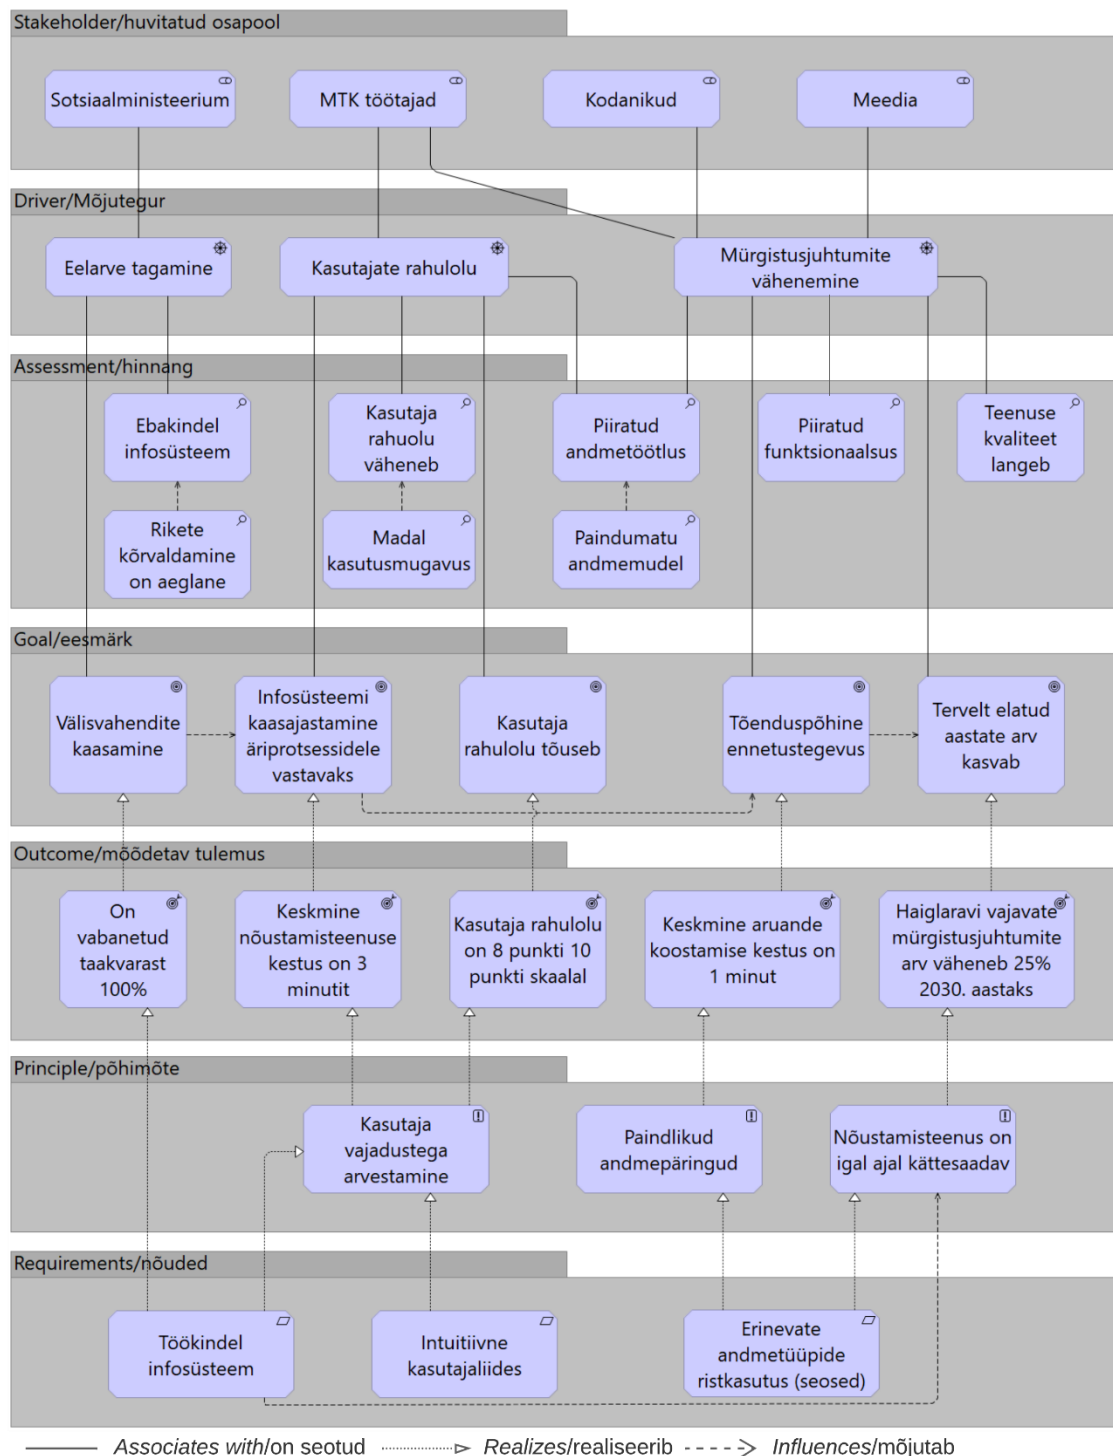 Stakeholder/huvitatud osapool
Sotsiaalministeerium
MTK töötajad
Kodanikud
Meedia
Driver/Mõjutegur
Eelarve tagamine
Kasutajate rahulolu
Mürgistusjuhtumite
vähenemine
Assessment/hinnang
Ebakindel
infosüsteem
Kasutaja
rahuolu
väheneb
Piiratud
andmetöötlus
Piiratud
funktsionaalsus
Teenuse
kvaliteet
langeb
Rikete
kõrvaldamine
on aeglane
Madal
kasutusmugavus
Paindumatu
andmemudel
Goal/eesmärk
Välisvahendite
kaasamine
Infosüsteemi
kaasajastamine
äriprotsessidele
vastavaks
Kasutaja
rahulolu tõuseb
Tõenduspõhine
ennetustegevus
Tervelt elatud
aastate arv
kasvab
Outcome/mõõdetav tulemus
On
vabanetud
taakvarast
100%
Keskmine
nõustamisteenuse
kestus on 3
minutit
Kasutaja rahulolu
on 8 punkti 10
punkti skaalal
Keskmine aruande
koostamise kestus on
1 minut
Haiglaravi vajavate
mürgistusjuhtumite
arv väheneb 25%
2030. aastaks
Principle/põhimõte
Kasutaja
vajadustega
arvestamine
Paindlikud
andmepäringud
Nõustamisteenus on
igal ajal kättesaadav
Requirements/nõuded
Töökindel
infosüsteem
Intuitiivne
kasutajaliides
Erinevate
andmetüüpide
ristkasutus (seosed)
Associates with/on seotud
Realizes/realiseerib
Influences/mõjutab